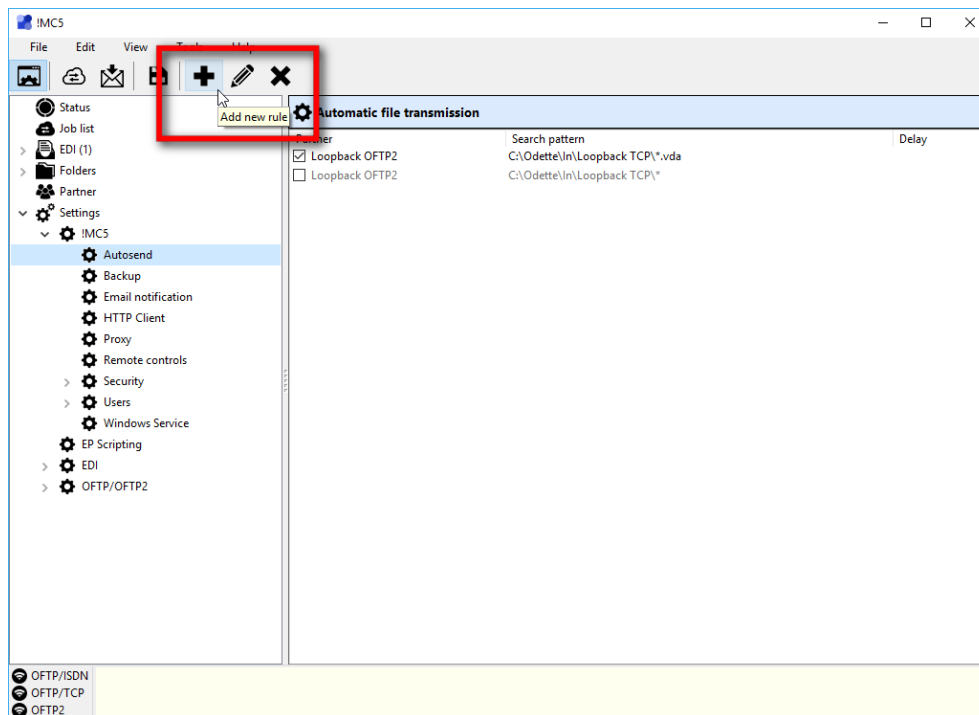 !MC5
File Edit View Tools Help
Add new rule
Status
Job list
EDI (1)
Folders
Partner
Settings
!MC5
Autosend
Backup
Email notification
HTTP Client
Proxy
Remote controls
Security
Users
Windows Service
EP Scripting
EDI
OFTP/OFTP2
Automatic file transmission
Partner Search pattern Delay
Loopback OFTP2 C:\Odette\In\Loopback TCP\*.vda
Loopback OFTP2 C:\Odette\In\Loopback TCP\*
OFTP/ISDN
OFTP/TCP
OFTP2